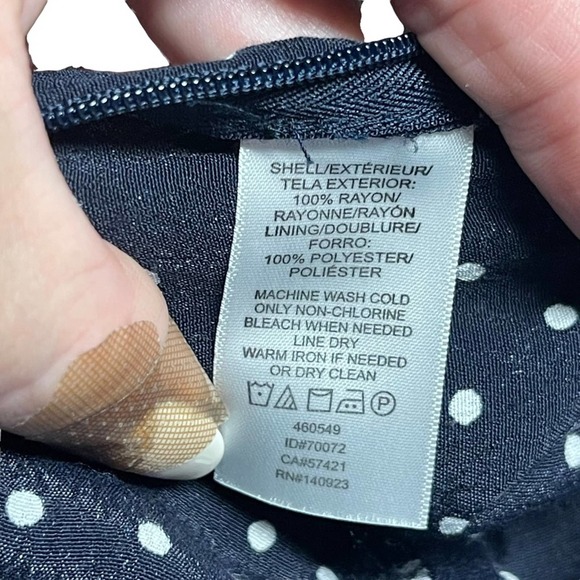 SHELL/EXTÉRIEUR/
TELA EXTERIOR:
100% RAYON/
RAYONNE/RAYÓN
LINING/DOUBLURE/
FORRO:
100% POLYESTER/
POLIÉSTER
MACHINE WASH COLD
ONLY NON-CHLORINE
BLEACH WHEN NEEDED
LINE DRY
WARM IRON IF NEEDED
OR DRY CLEAN
P
460549
ID#70072
CA#57421
RN#140923